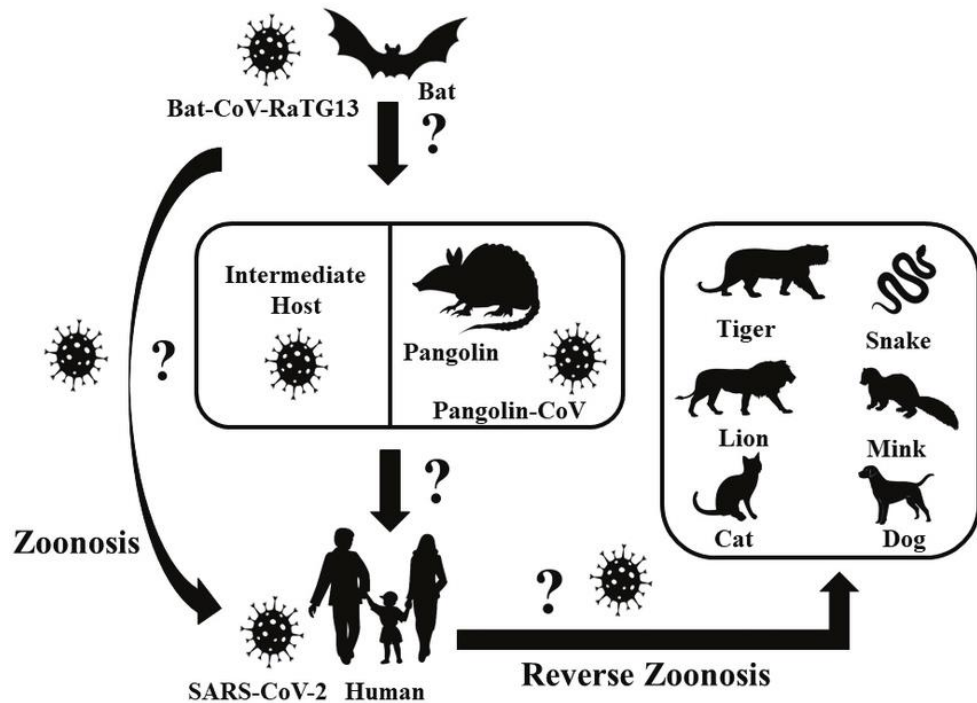 Bat
Bat-CoV-RaTG13
?
Intermediate
Host
Pangolin
Pangolin-CoV
?
?
Zoonosis
SARS-CoV-2 Human
?
Reverse Zoonosis
Tiger
Snake
Lion
Mink
Cat
Dog